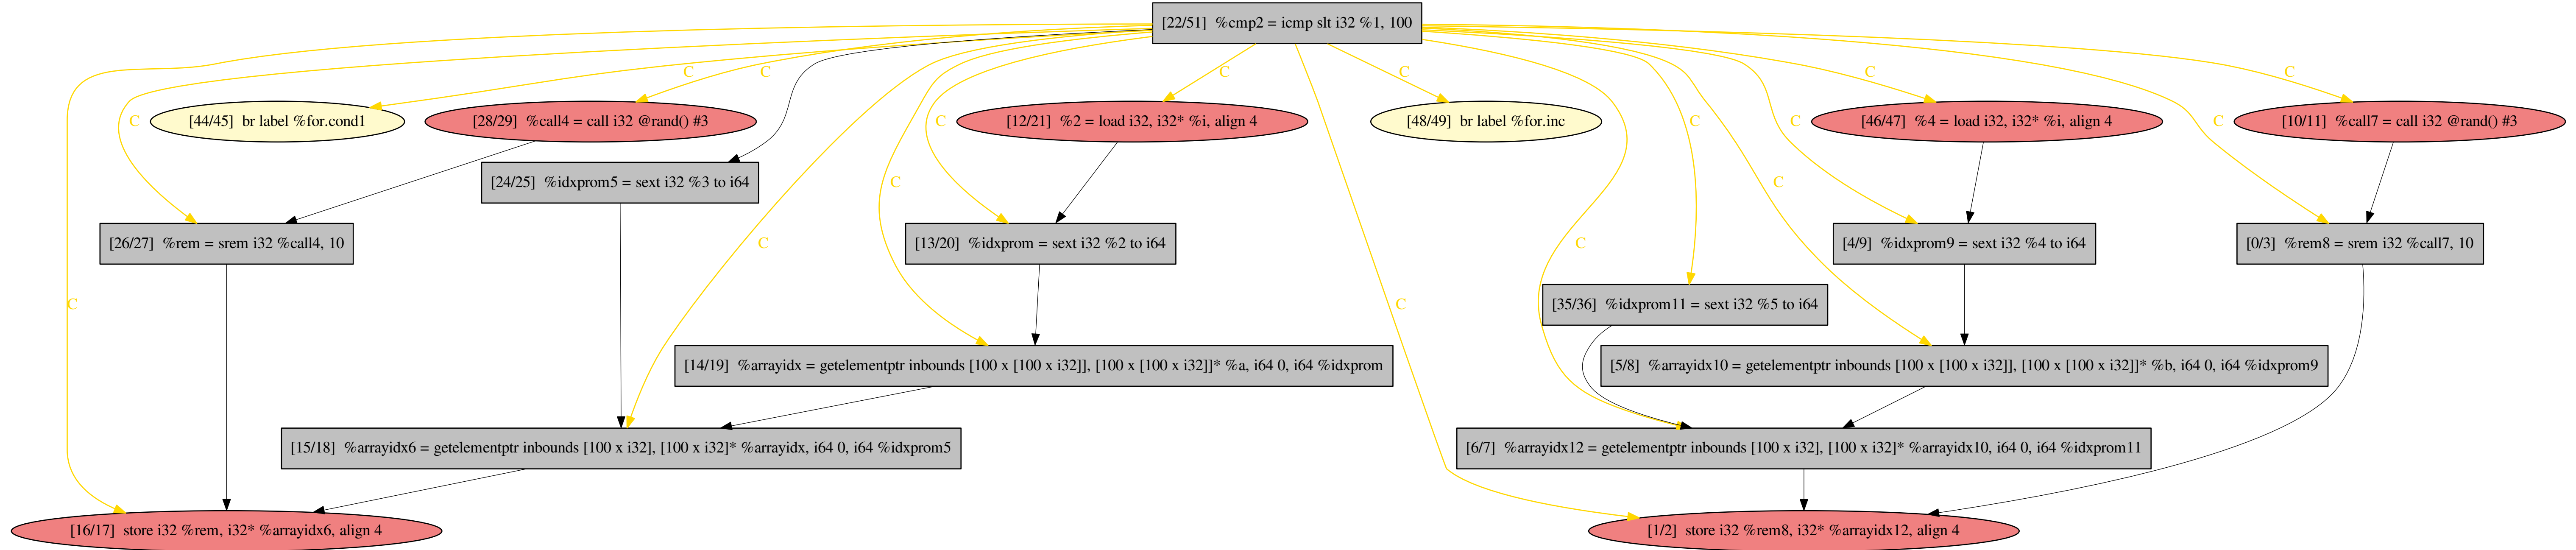 [22/51] %cmp2 = icmp slt i32 %1, 100
C
C
C
C
C
C
[44/45] br label %for.cond1
[28/29] %call4 = call i32 @rand() #3
[12/21] %2 = load i32, i32* %i, align 4
[48/49] br label %for.inc
[46/47] %4 = load i32, i32* %i, align 4
[10/11] %call7 = call i32 @rand() #3
C
C
C
C
C
[24/25] %idxprom5 = sext i32 %3 to i64
C
C
[26/27] %rem = srem i32 %call4, 10
C
[13/20] %idxprom = sext i32 %2 to i64
C
[4/9] %idxprom9 = sext i32 %4 to i64
[0/3] %rem8 = srem i32 %call7, 10
C
C
[35/36] %idxprom11 = sext i32 %5 to i64
[14/19] %arrayidx = getelementptr inbounds [100 x [100 x i32]], [100 x [100 x i32]]* %a, i64 0, i64 %idxprom
[5/8] %arrayidx10 = getelementptr inbounds [100 x [100 x i32]], [100 x [100 x i32]]* %b, i64 0, i64 %idxprom9
[15/18] %arrayidx6 = getelementptr inbounds [100 x i32], [100 x i32]* %arrayidx, i64 0, i64 %idxprom5
[6/7] %arrayidx12 = getelementptr inbounds [100 x i32], [100 x i32]* %arrayidx10, i64 0, i64 %idxprom11
[16/17] store i32 %rem, i32* %arrayidx6, align 4
[1/2] store i32 %rem8, i32* %arrayidx12, align 4